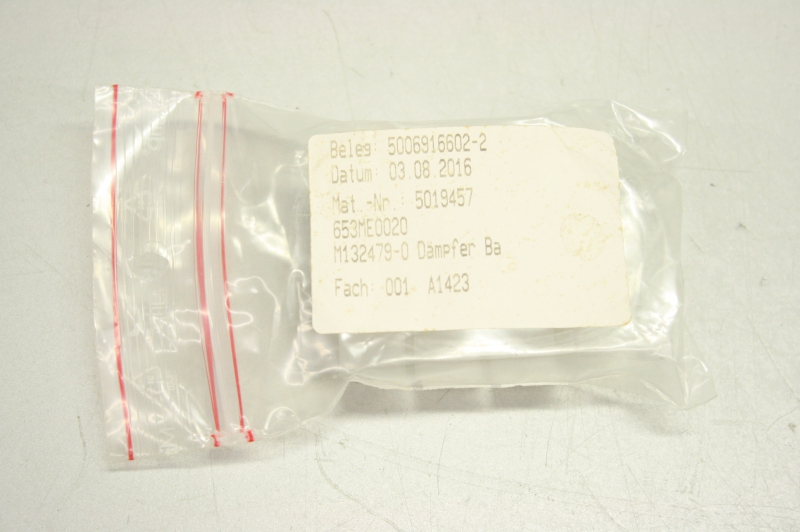 Beleg: 5006916602-2
Datum: 03.08.2016
Mat.-Nr.: 5019457
653ME0020
M132479-0 Dämpfer Ba
Fach: 001 A1423